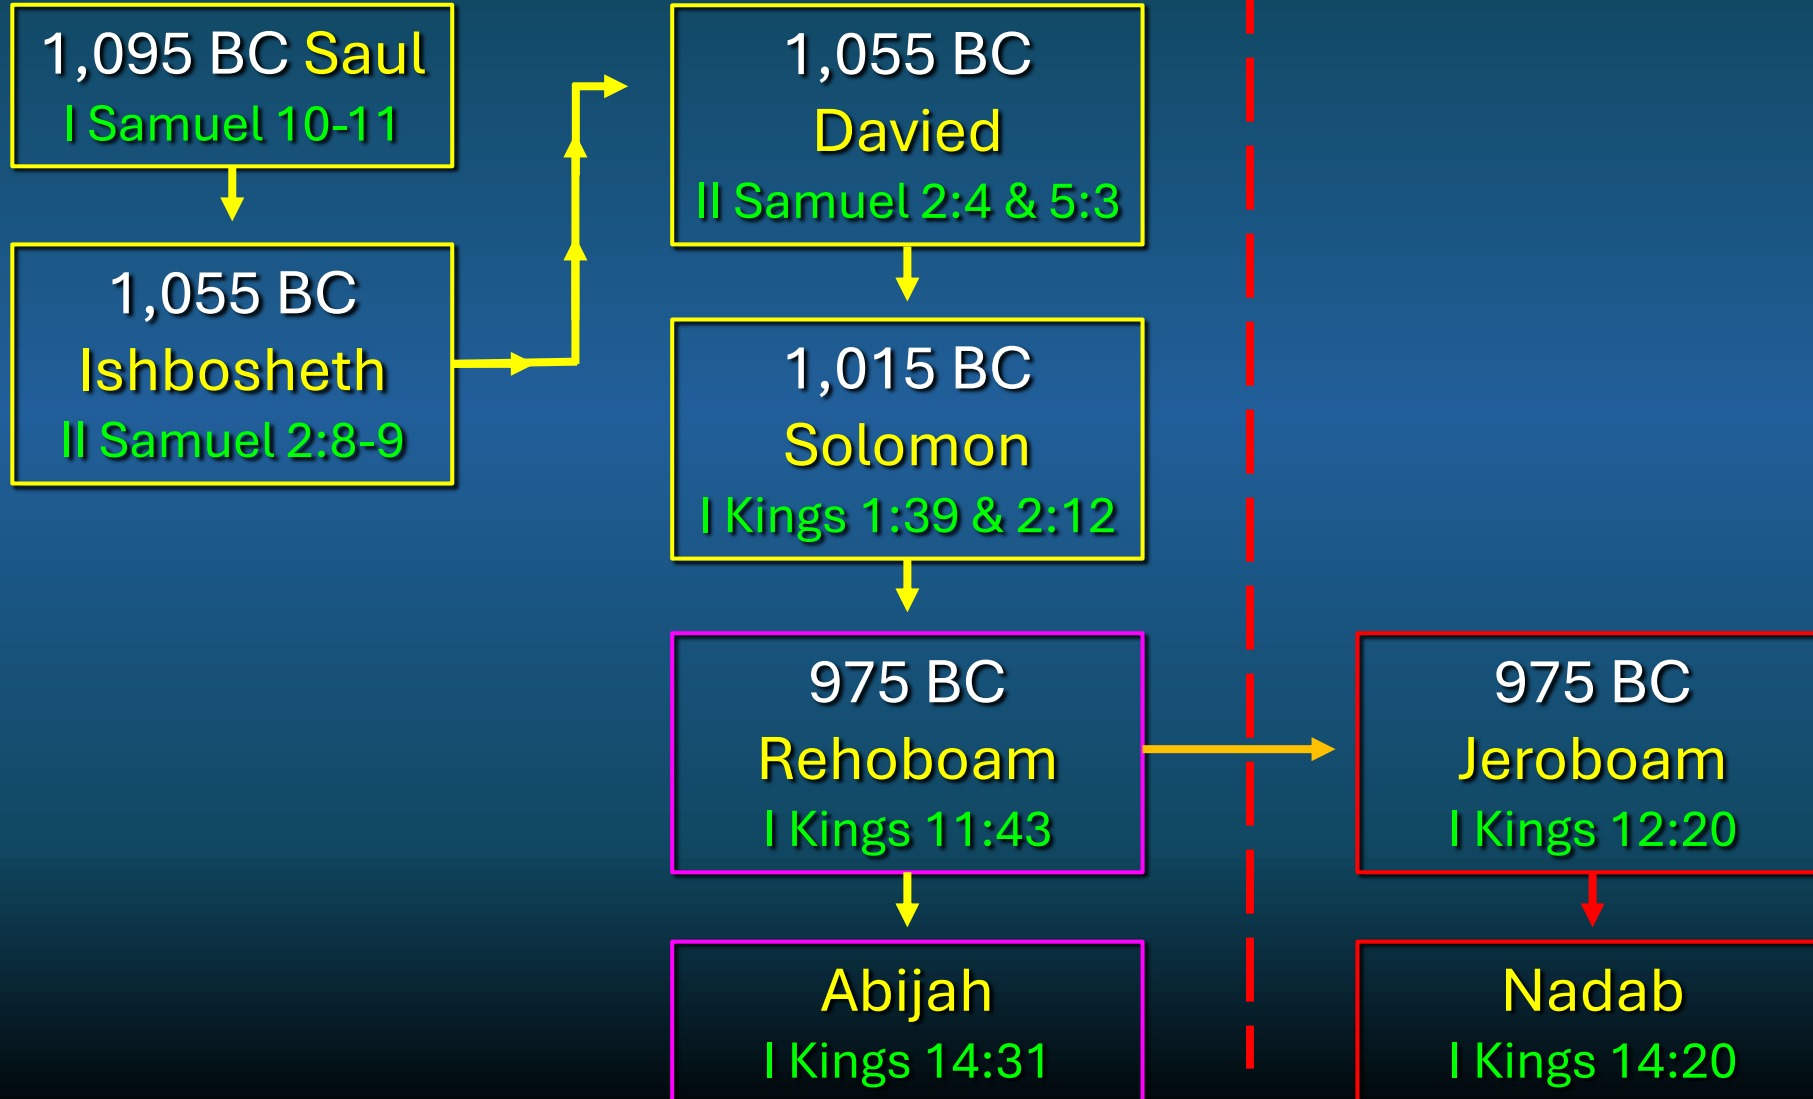 1,095 BC Saul
I Samuel 10-11
1,055 BC
Ishbosheth
II Samuel 2:8-9
1,055 BC
Davied
II Samuel 2:4 & 5:3
1,015 BC
Solomon
I Kings 1:39 & 2:12
975 BC
Rehoboam
I Kings 11:43
975 BC
Jeroboam
I Kings 12:20
Abijah
I Kings 14:31
Nadab
I Kings 14:20